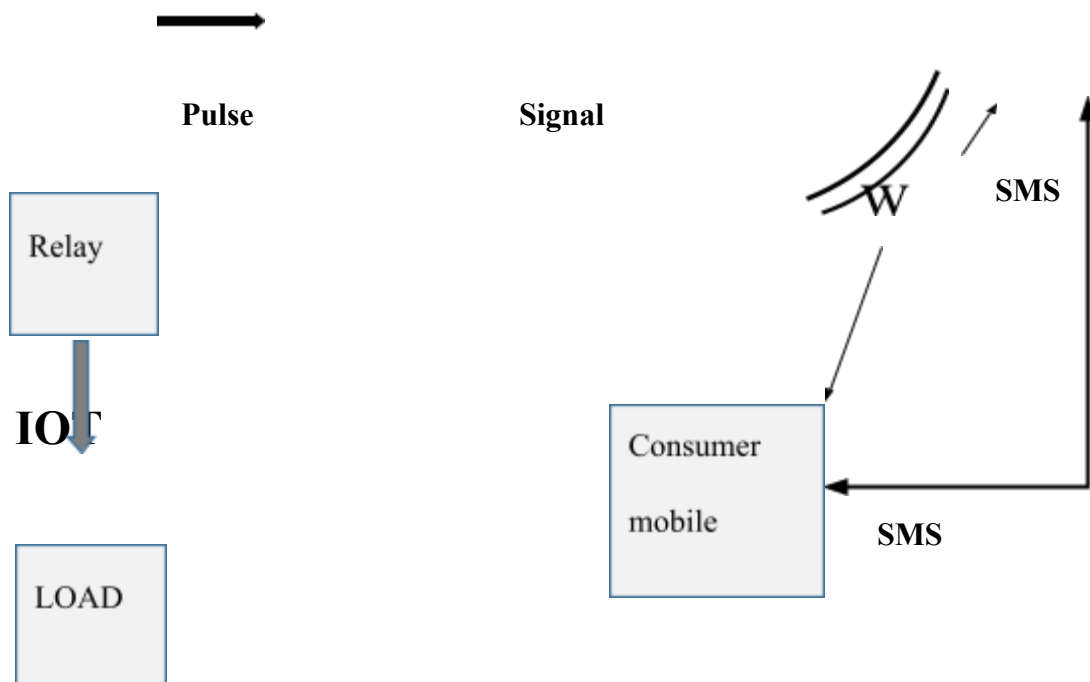 Pulse
Signal
W
SMS
Relay
IOT
Consumer
mobile
SMS
LOAD